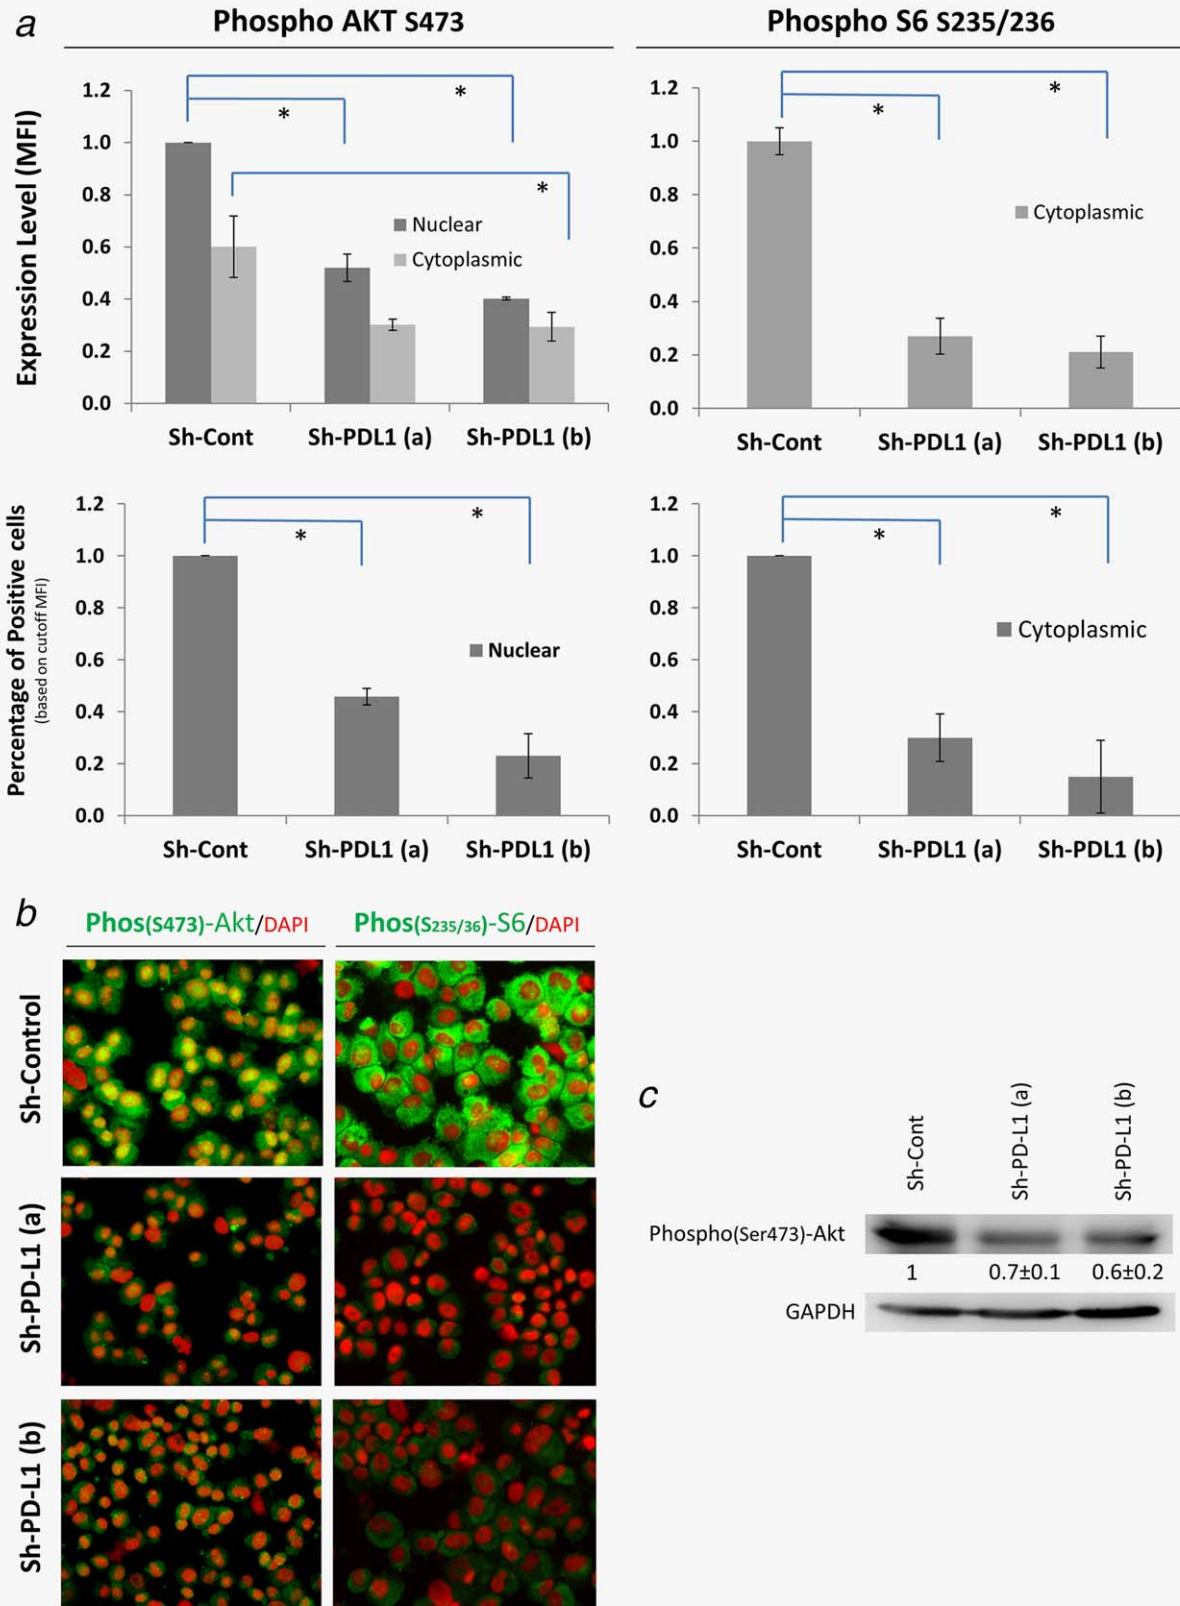 a
Phospho AKT S473
Phospho S6 S235/236
Expression Level (MFI)
1.2
1.0
0.8
0.6
0.4
0.2
0.0
*
*
*
Nuclear
Cytoplasmic
Sh-Cont Sh-PDL1 (a) Sh-PDL1 (b)
1.2
1.0
0.8
0.6
0.4
0.2
0.0
*
*
Cytoplasmic
Sh-Cont Sh-PDL1 (a) Sh-PDL1 (b)
Percentage of Positive cells
(based on cutoff MFI)
1.2
1.0
0.8
0.6
0.4
0.2
0.0
*
*
Nuclear
Sh-Cont Sh-PDL1 (a) Sh-PDL1 (b)
1.2
1.0
0.8
0.6
0.4
0.2
0.0
*
*
Cytoplasmic
Sh-Cont Sh-PDL1 (a) Sh-PDL1 (b)
b
Phos(S473)-Akt/DAPI
Phos(S235/36)-S6/DAPI
Sh-Control
Sh-PD-L1 (a)
Sh-PD-L1 (b)
c
Sh-Cont
Sh-PD-L1 (a)
Sh-PD-L1 (b)
Phospho(Ser473)-Akt
1 0.7±0.1 0.6±0.2
GAPDH